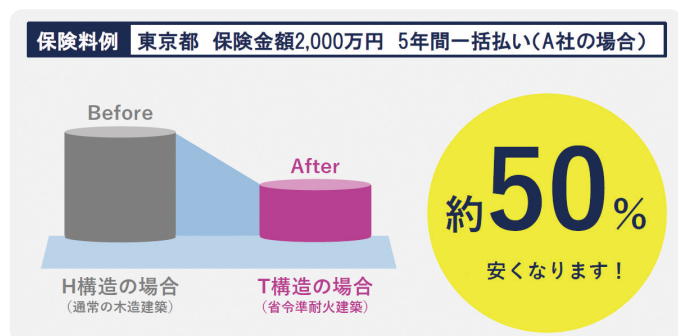 保険料例 東京都 保険金額2,000万円 5年間一括払い（A社の場合）
Before
After
約50%
安くなります！
H構造の場合
（通常の木造建築）
T構造の場合
（省令準耐火建築）